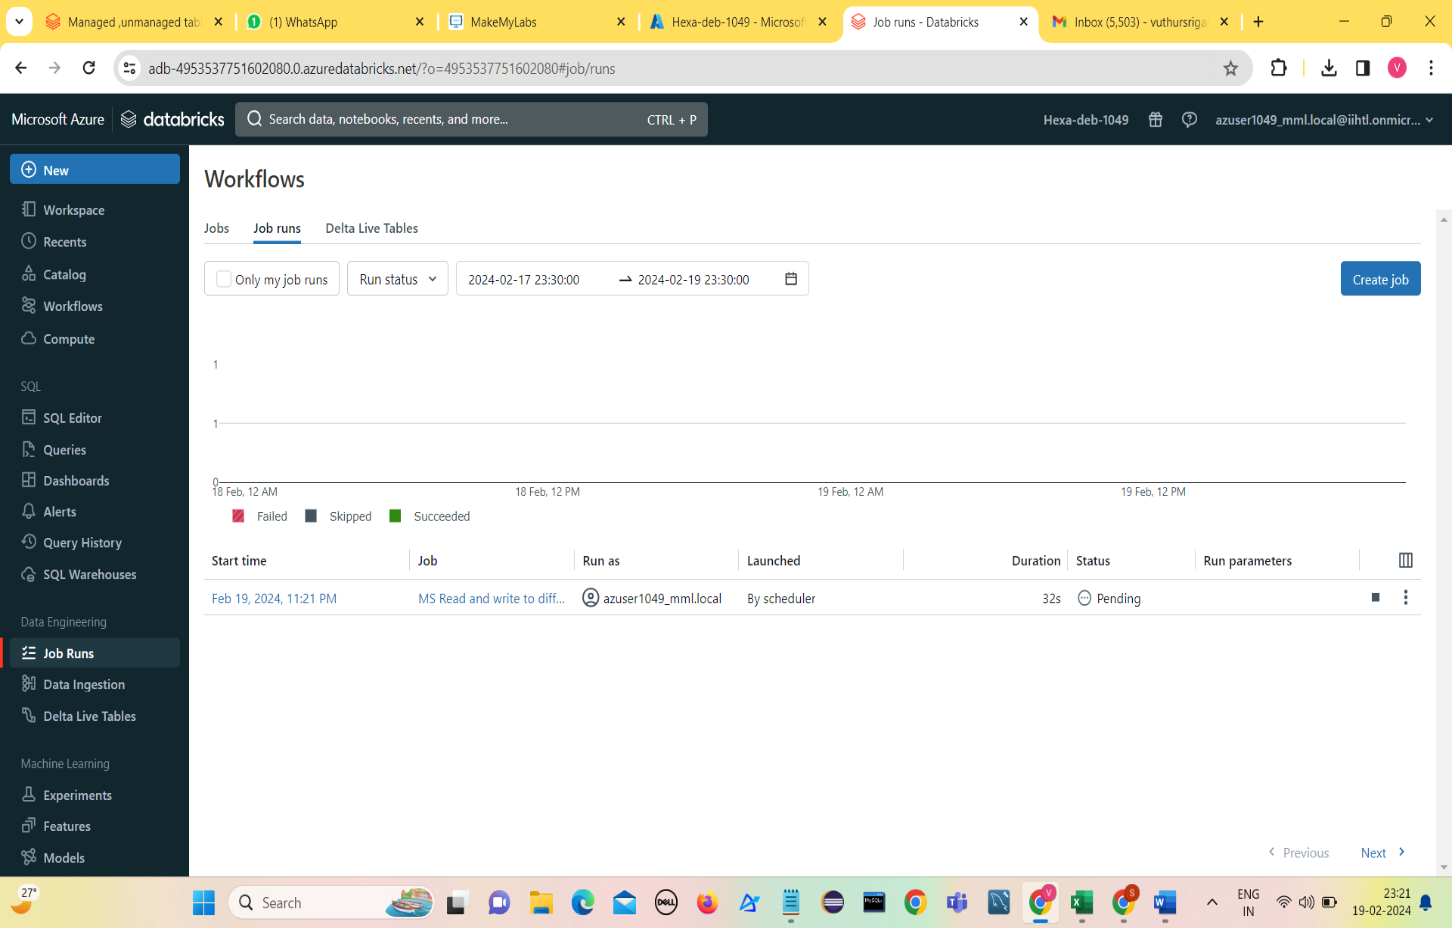 Managed ,unmanaged tab
(1) WhatsApp
MakeMyLabs
Hexa-deb-1049 - Microsof
Job runs - Databricks
Inbox (5,503) - vuthursriga
adb-4953537751602080.0.azuredatabricks.net/?o=4953537751602080#job/runs
V
Microsoft Azure
databricks
Search data, notebooks, recents, and more...
CTRL + P
Hexa-deb-1049
azuser1049_mml.local@iihtl.onmicr...
New
Workspace
Recents
Catalog
Workflows
Compute
SQL
SQL Editor
Queries
Dashboards
Alerts
Query History
SQL Warehouses
Data Engineering
Job Runs
Data Ingestion
Delta Live Tables
Machine Learning
Experiments
Features
Models
Workflows
Jobs
Job runs
Delta Live Tables
Only my job runs
Run status
2024-02-17 23:30:00
2024-02-19 23:30:00
Create job
1
1
0
18 Feb, 12 AM
18 Feb, 12 PM
19 Feb, 12 AM
19 Feb, 12 PM
Failed
Skipped
Succeeded
Start time
Job
Run as
Launched
Duration
Status
Run parameters
Feb 19, 2024, 11:21 PM
MS Read and write to diff...
azuser1049_mml.local
By scheduler
32s
Pending
Previous
Next
27°
Search
DELL
MySQL
V
S
ENG
IN
23:21
19-02-2024